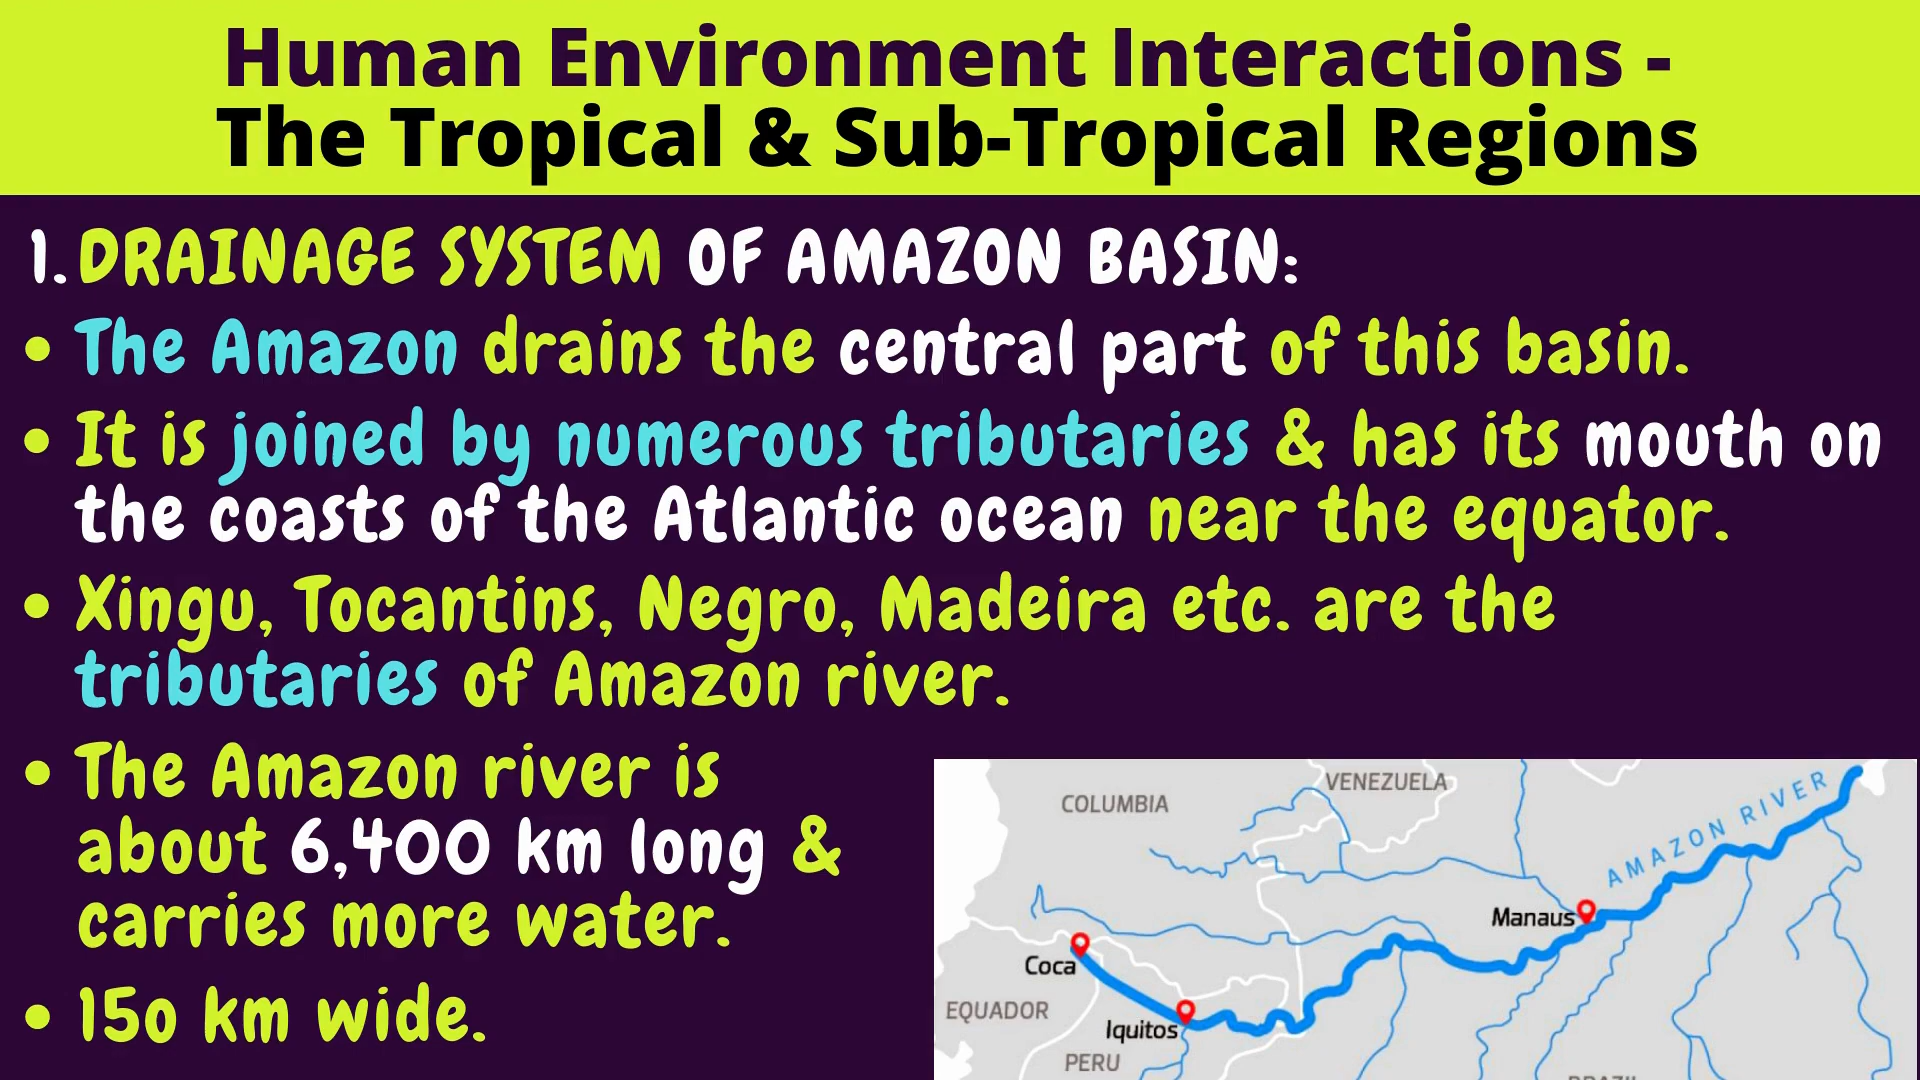 Human Environment Interactions -
The Tropical & Sub-Tropical Regions
1. DRAINAGE SYSTEM OF AMAZON BASIN:
• The Amazon drains the central part of this basin.
• It is joined by numerous tributaries & has its mouth on
the coasts of the Atlantic ocean near the equator.
• Xingu, Tocantins, Negro, Madeira etc. are the
tributaries of Amazon river.
• The Amazon river is
about 6,400 km long &
carries more water.
• 150 km wide.
VENEZUELA
COLUMBIA
AMAZON RIVER
Manaus
Coca
EQUADOR
Iquitos
PERU